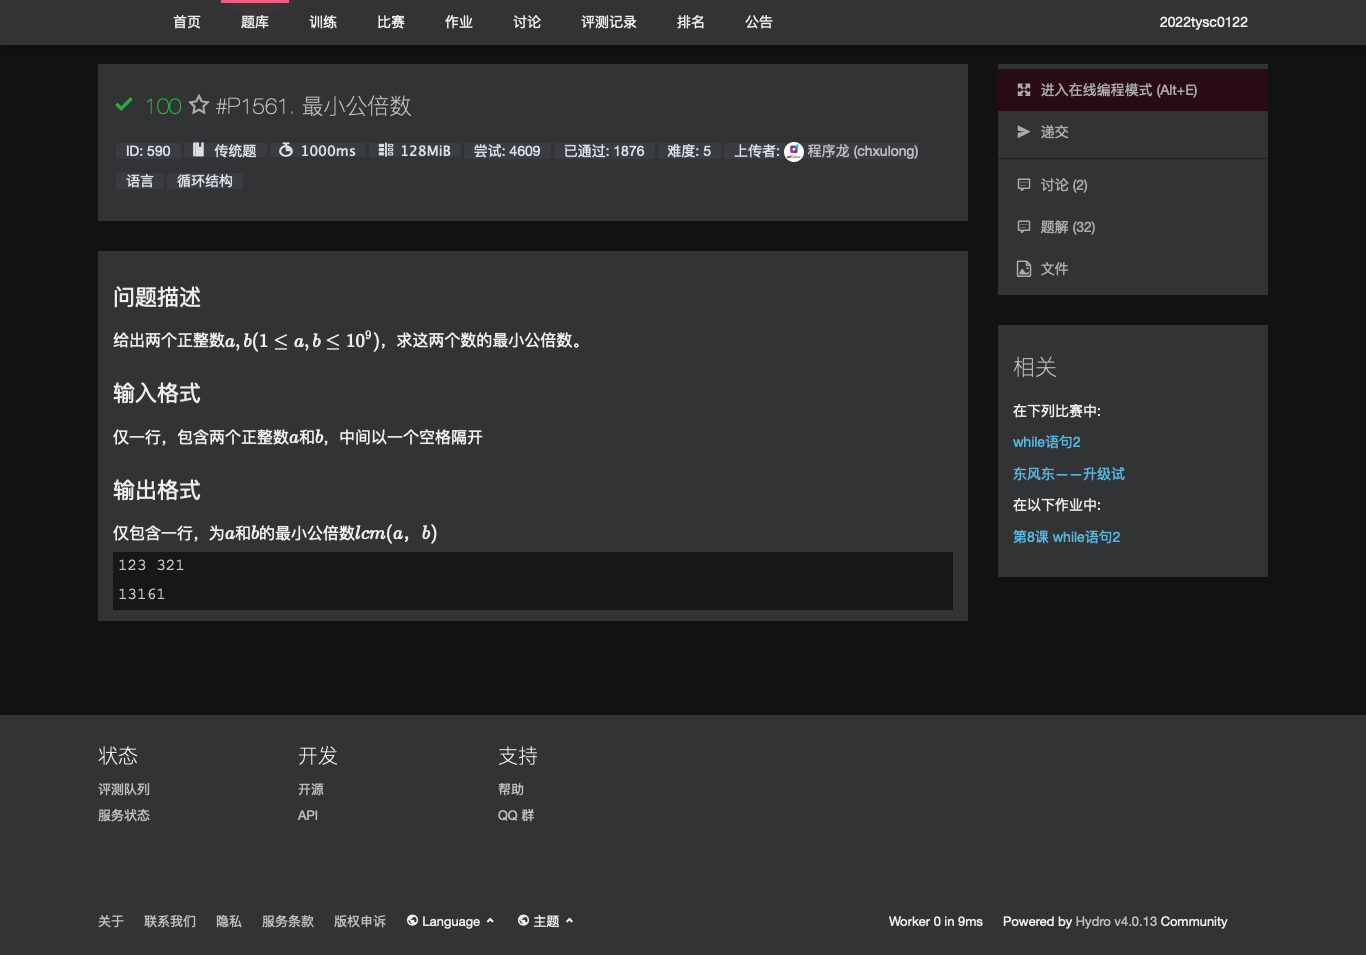 首页 题库 训练 比赛 作业 讨论 评测记录 排名 公告 2022tysc0122
100 #P1561. 最小公倍数
ID: 590 传统题 1000ms 128MiB 尝试: 4609 已通过: 1876 难度: 5 上传者: 程序龙 (chxulong)
语言 循环结构
问题描述
给出两个正整数a,b(1 ≤ a,b ≤ 10⁹)，求这两个数的最小公倍数。
输入格式
仅一行，包含两个正整数a和b，中间以一个空格隔开
输出格式
仅包含一行，为a和b的最小公倍数lcm(a，b)
123 321
13161
进入在线编程模式 (Alt+E)
递交
讨论 (2)
题解 (32)
文件
相关
在下列比赛中:
while语句2
东风东——升级试
在以下作业中:
第8课 while语句2
状态
评测队列
服务状态
开发
开源
API
支持
帮助
QQ 群
关于 联系我们 隐私 服务条款 版权申诉 Language 主题 Worker 0 in 9ms Powered by Hydro v4.0.13 Community